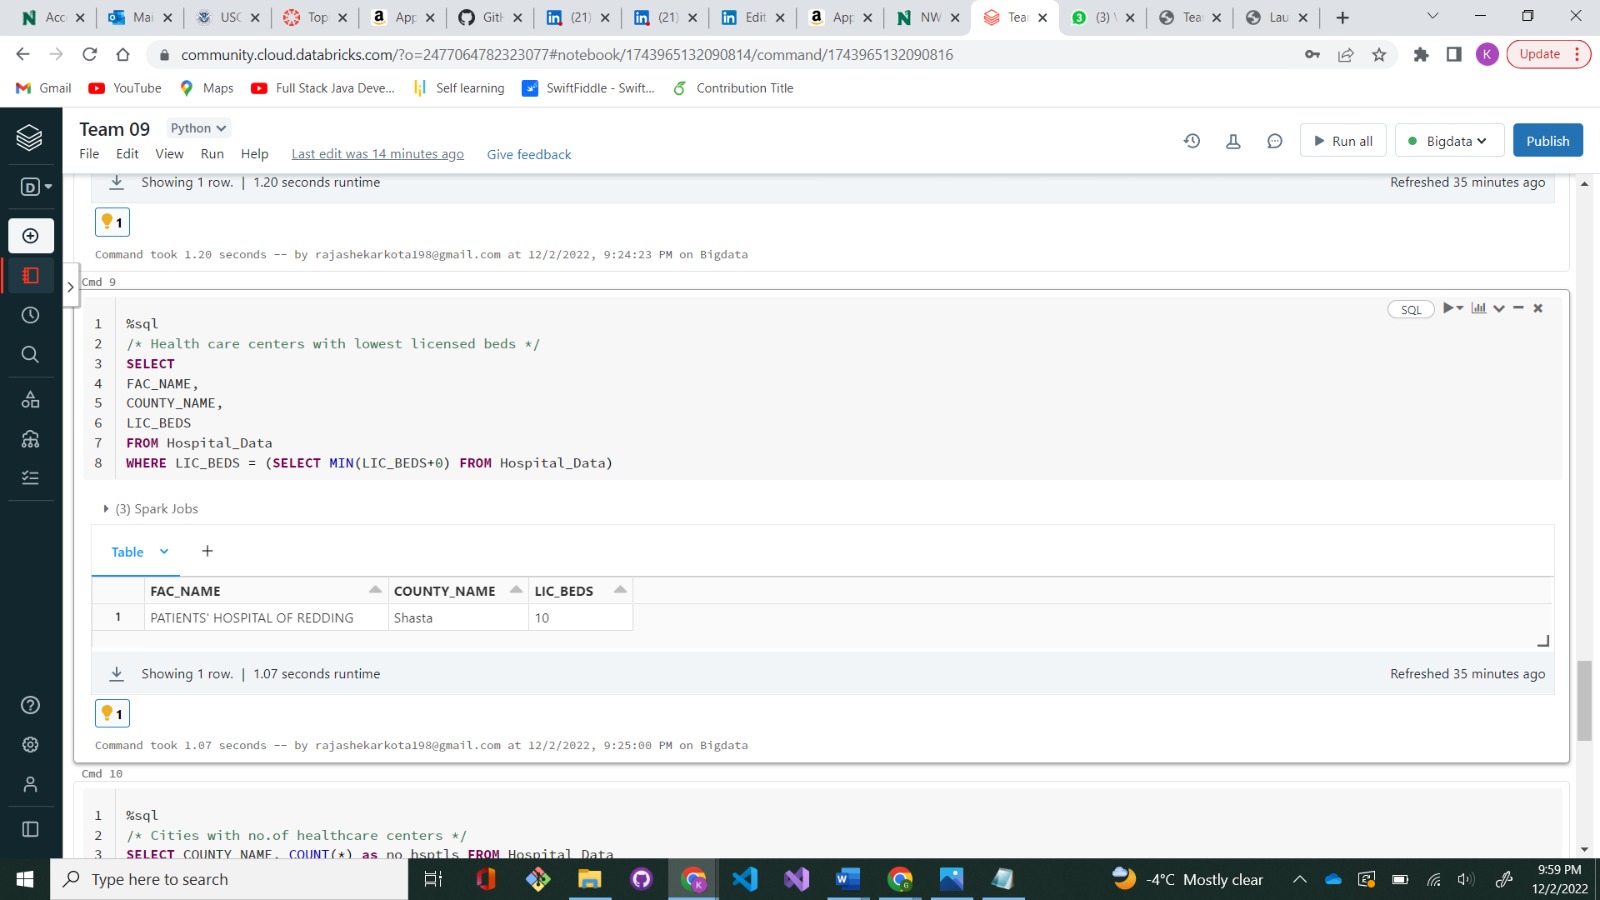 Acc
Mai
USC
Top
App
Gitl
(21)
(21)
Edit
App
NW
Tear
(3) \
Tea
Lau
community.cloud.databricks.com/?o=2477064782323077#notebook/1743965132090814/command/1743965132090816
K
Update
Gmail
YouTube
Maps
Full Stack Java Deve...
Self learning
SwiftFiddle - Swift...
Contribution Title
Team 09
Python
File Edit View Run Help Last edit was 14 minutes ago Give feedback
Run all
Bigdata
Publish
D
Showing 1 row. | 1.20 seconds runtime
Refreshed 35 minutes ago
1
Command took 1.20 seconds -- by rajashekarkota198@gmail.com at 12/2/2022, 9:24:23 PM on Bigdata
Cmd 9
SQL
1 %sql
2 /* Health care centers with lowest licensed beds */
3 SELECT
4 FAC_NAME,
5 COUNTY_NAME,
6 LIC_BEDS
7 FROM Hospital_Data
8 WHERE LIC_BEDS = (SELECT MIN(LIC_BEDS+0) FROM Hospital_Data)
(3) Spark Jobs
Table +
FAC_NAME COUNTY_NAME LIC_BEDS
1 PATIENTS' HOSPITAL OF REDDING Shasta 10
Showing 1 row. | 1.07 seconds runtime
Refreshed 35 minutes ago
1
Command took 1.07 seconds -- by rajashekarkota198@gmail.com at 12/2/2022, 9:25:00 PM on Bigdata
Cmd 10
1 %sql
2 /* Cities with no.of healthcare centers */
3 SELECT COUNTY_NAME, COUNT(*) as no_hsptls FROM Hospital_Data
Type here to search
-4°C Mostly clear
9:59 PM
12/2/2022